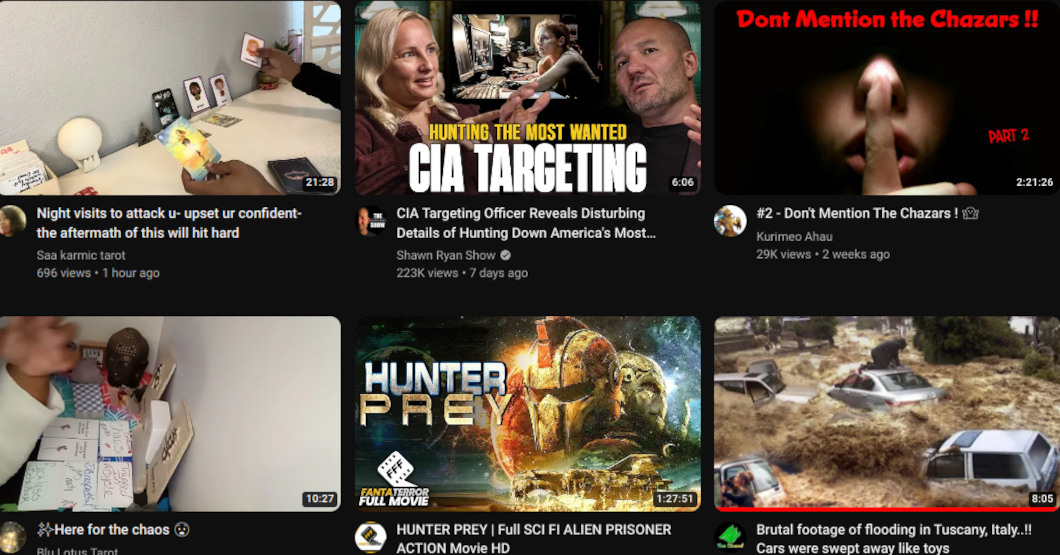 Dont Mention the Chazars !!
HUNTING THE MOST WANTED
CIA TARGETING
PART 2
21:28
6:06
2:21:26
Night visits to attack u- upset ur confident-
the aftermath of this will hit hard
Saa karmic tarot
696 views • 1 hour ago
THE
SHOW
CIA Targeting Officer Reveals Disturbing
Details of Hunting Down America's Most...
Shawn Ryan Show
223K views • 7 days ago
#2 - Don't Mention The Chazars !
Kurimeo Ahau
29K views • 2 weeks ago
LIVE
HUNTER
PREY
FFF
FANTATERROR
FULL MOVIE
10:27
1:27:51
8:05
✨Here for the chaos 😮
Blu Lotus Tarot
HUNTER PREY | Full SCI FI ALIEN PRISONER
ACTION Movie HD
Brutal footage of flooding in Tuscany, Italy..!!
Cars were swept away like toys